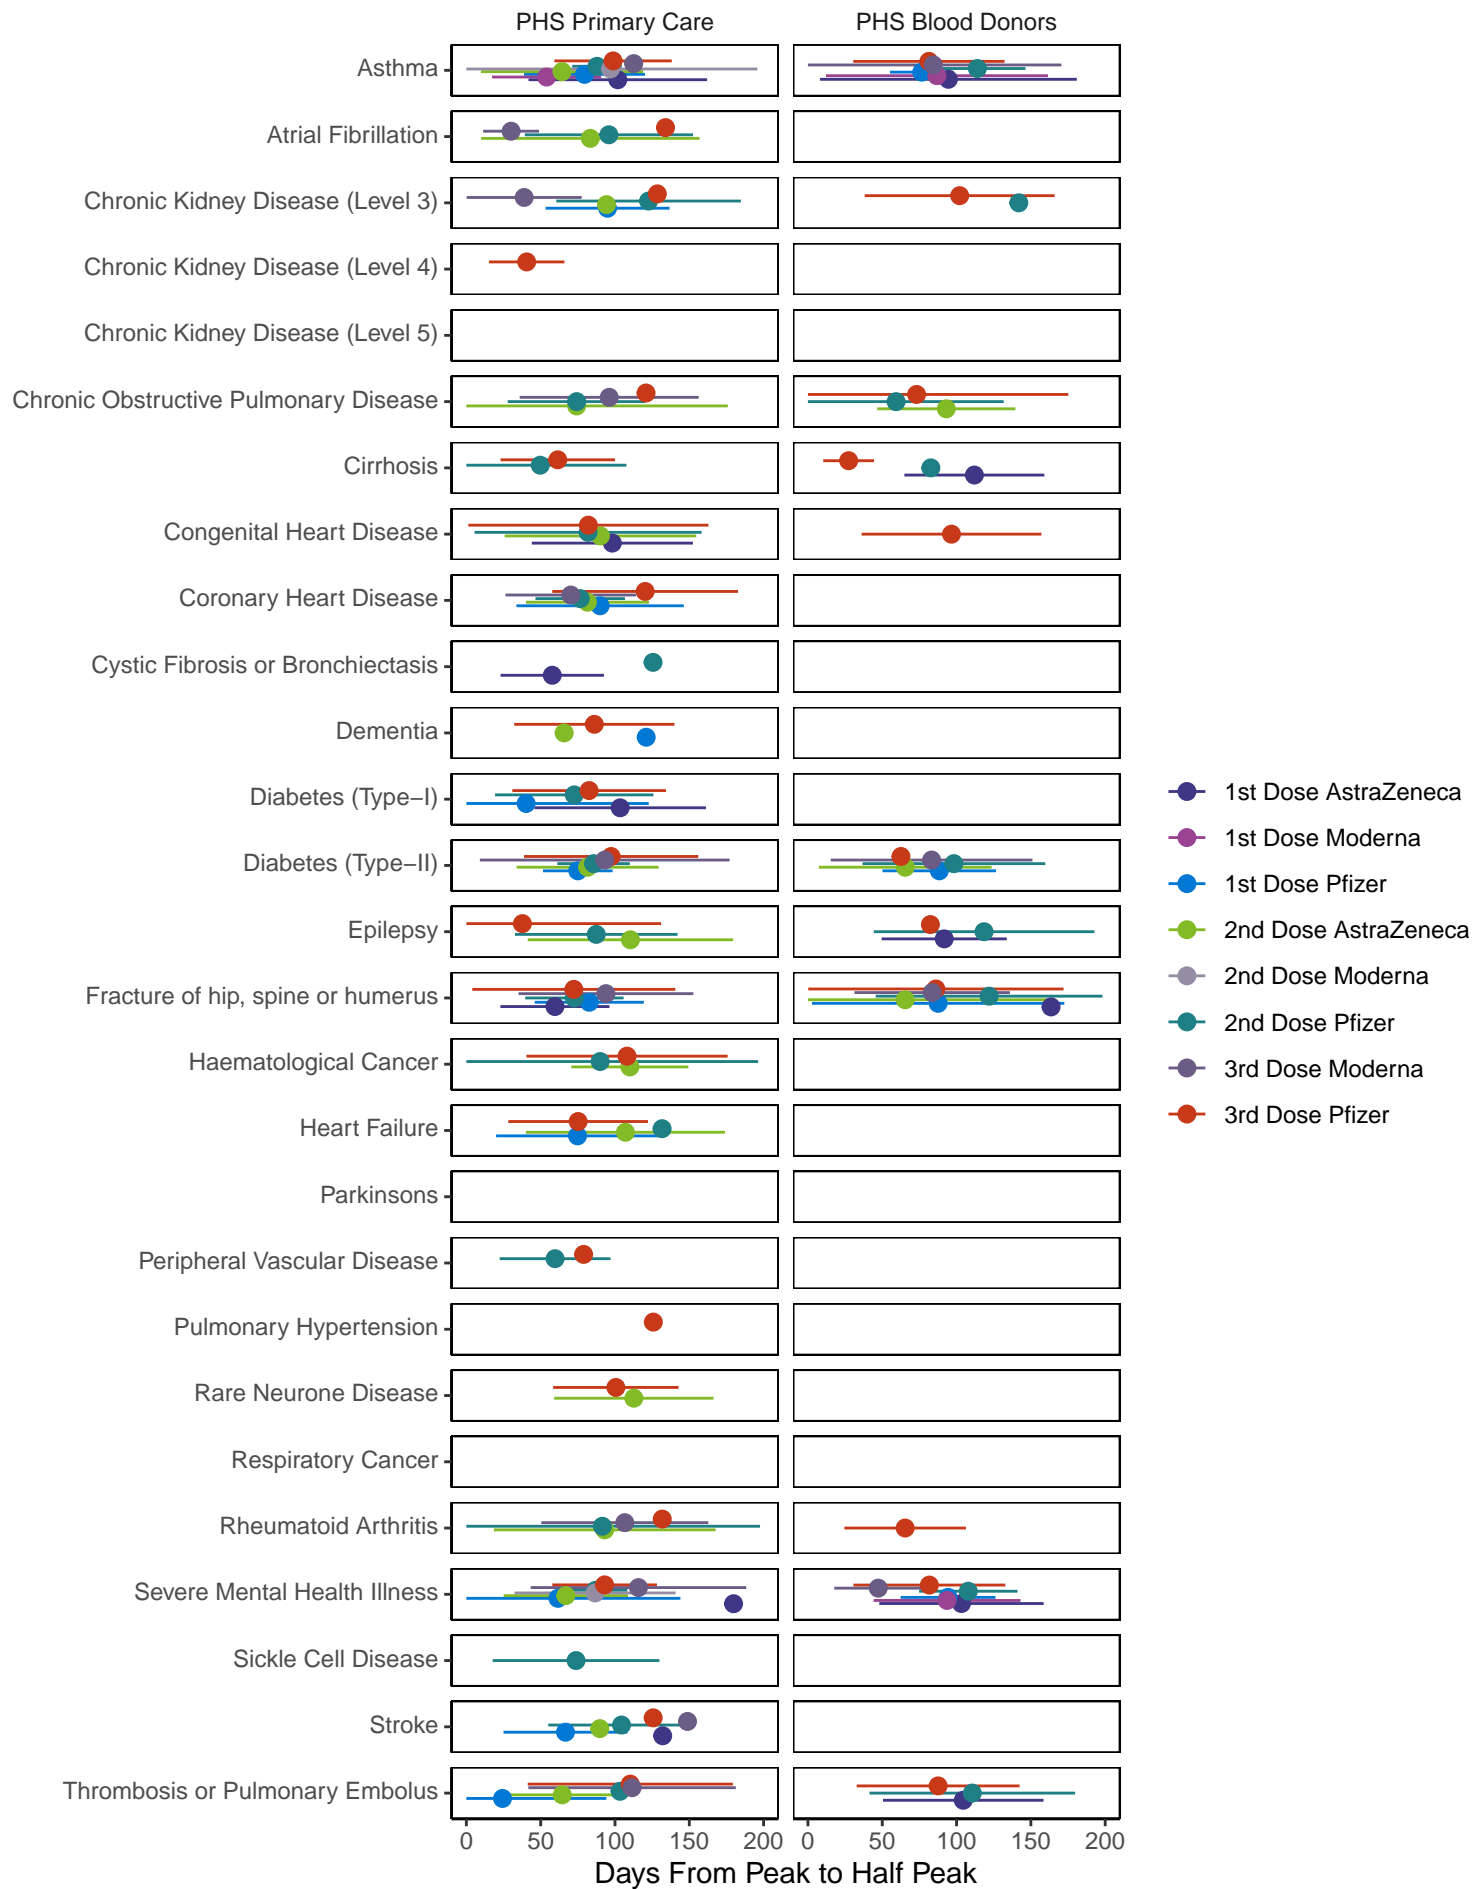 PHS Primary Care
PHS Blood Donors
Asthma
Atrial Fibrillation
Chronic Kidney Disease (Level 3)
Chronic Kidney Disease (Level 4)
Chronic Kidney Disease (Level 5)
Chronic Obstructive Pulmonary Disease
Cirrhosis
Congenital Heart Disease
Coronary Heart Disease
Cystic Fibrosis or Bronchiectasis
Dementia
Diabetes (Type−I)
Diabetes (Type−II)
Epilepsy
Fracture of hip, spine or humerus
Haematological Cancer
Heart Failure
Parkinsons
Peripheral Vascular Disease
Pulmonary Hypertension
Rare Neurone Disease
Respiratory Cancer
Rheumatoid Arthritis
Severe Mental Health Illness
Sickle Cell Disease
Stroke
Thrombosis or Pulmonary Embolus
0 50 100 150 200
0 50 100 150 200
Days From Peak to Half Peak
1st Dose AstraZeneca
1st Dose Moderna
1st Dose Pfizer
2nd Dose AstraZeneca
2nd Dose Moderna
2nd Dose Pfizer
3rd Dose Moderna
3rd Dose Pfizer